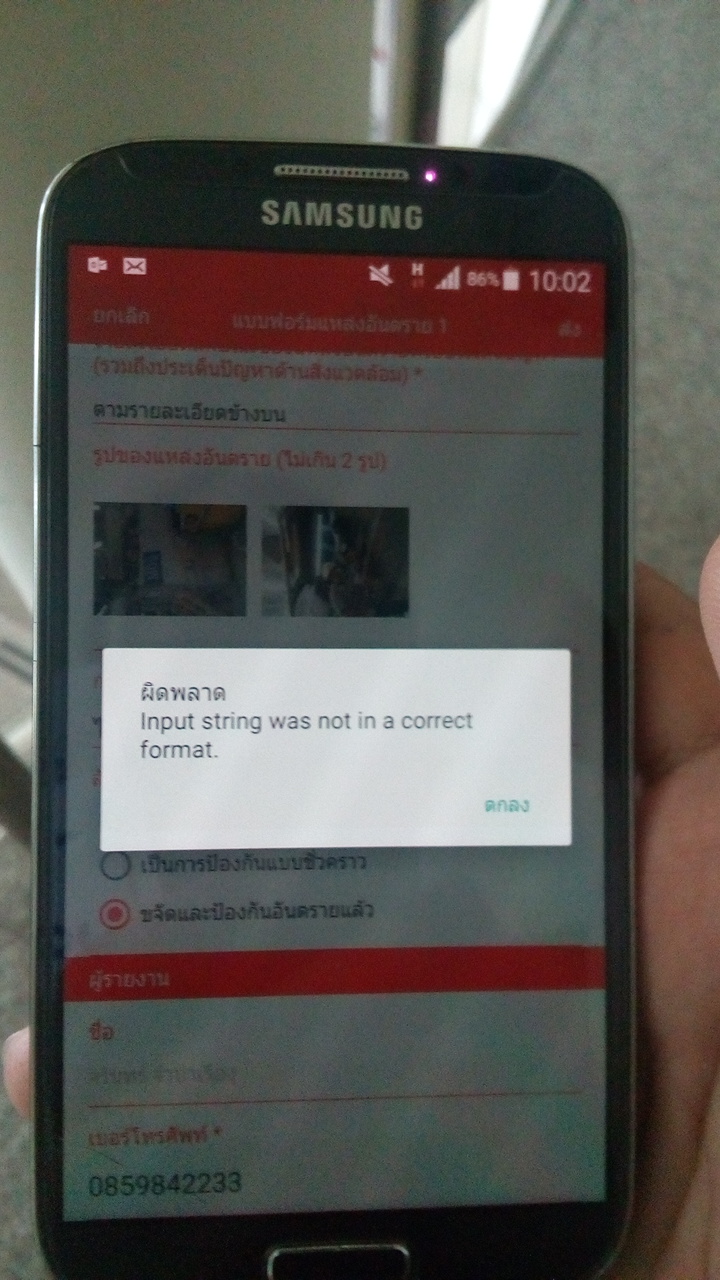 SAMSUNG
H
86% 10:02
ยกเลิก แบบฟอร์มแหล่งอันตราย 1 ส่ง
(รวมถึงประเด็นปัญหาด้านสิ่งแวดล้อม) *
ตามรายละเอียดข้างบน
รูปของแหล่งอันตราย (ไม่เกิน 2 รูป)
ผิดพลาด
Input string was not in a correct
format.
ตกลง
เป็นการป้องกันแบบชั่วคราว
ขจัดและป้องกันอันตรายแล้ว
ผู้รายงาน
ชื่อ
เบอร์โทรศัพท์ *
0859842233